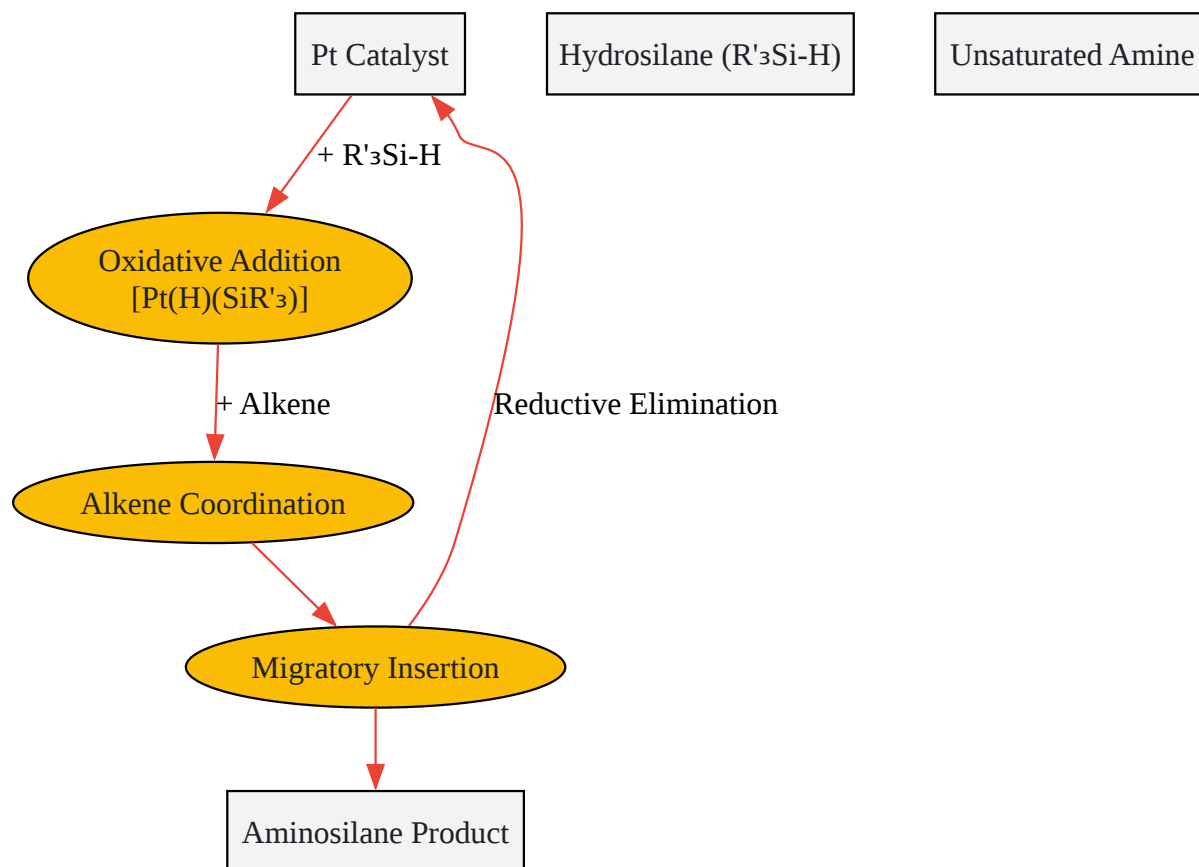 Pt Catalyst
Hydrosilane (R'₃Si-H)
Unsaturated Amine
+ R'₃Si-H
Oxidative Addition
[Pt(H)(SiR'₃)]
+ Alkene
Reductive Elimination
Alkene Coordination
Migratory Insertion
Aminosilane Product